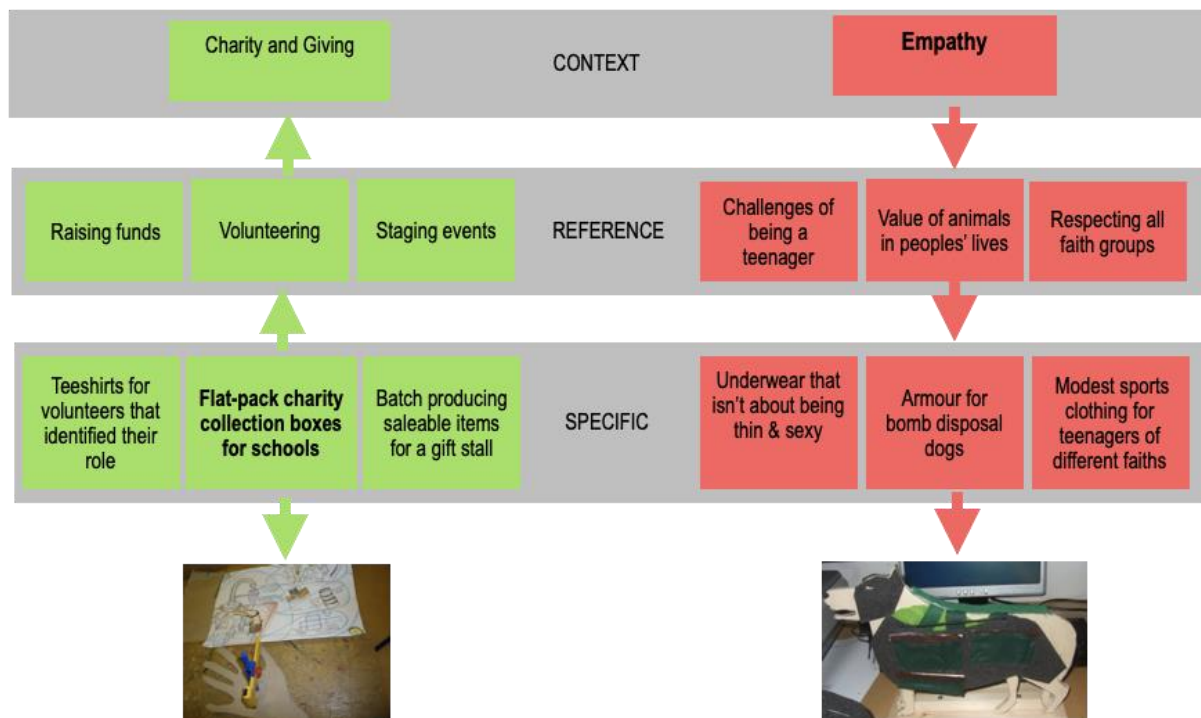 Charity and Giving
CONTEXT
Empathy
Raising funds
Volunteering
Staging events
REFERENCE
Challenges of
being a
teenager
Value of animals
in peoples’ lives
Respecting all
faith groups
Teeshirts for
volunteers that
identified their
role
Flat-pack charity
collection boxes
for schools
Batch producing
saleable items
for a gift stall
SPECIFIC
Underwear that
isn’t about being
thin & sexy
Armour for
bomb disposal
dogs
Modest sports
clothing for
teenagers of
different faiths